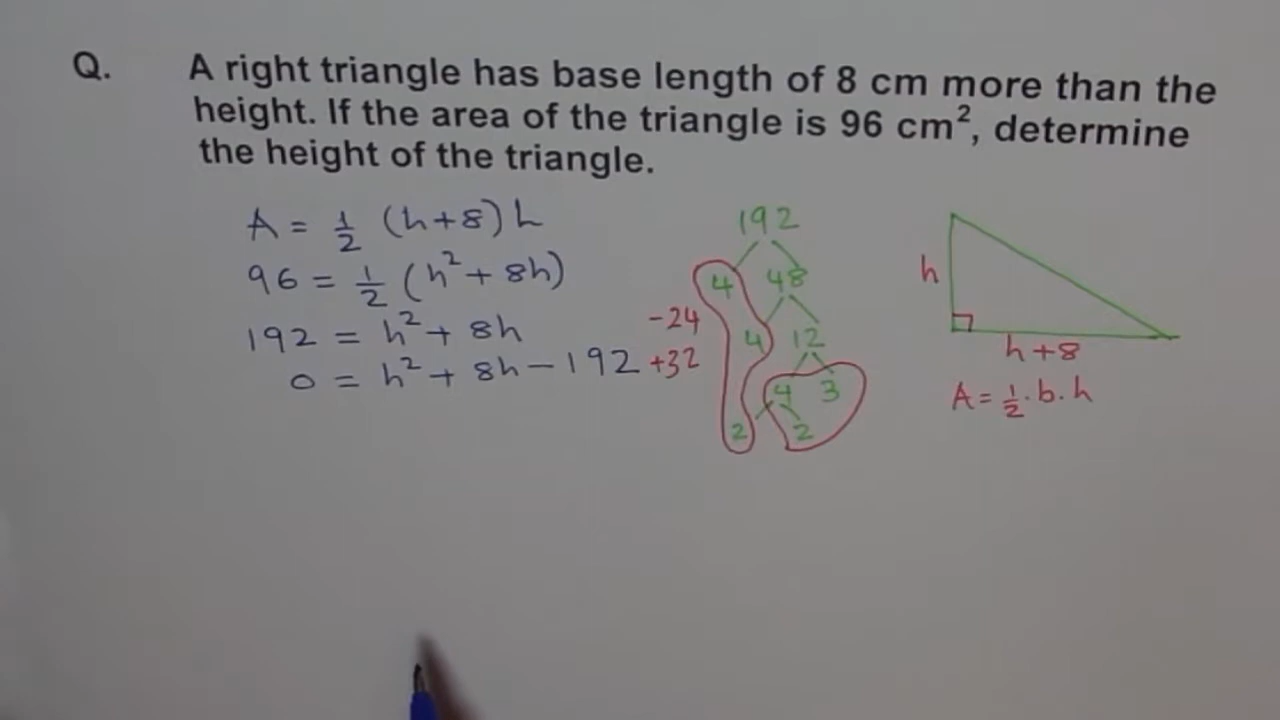 Q. A right triangle has base length of 8 cm more than the
height. If the area of the triangle is 96 cm², determine
the height of the triangle.
A = 1/2 (h+8) h
96 = 1/2 (h² + 8h)
192 = h² + 8h
0 = h² + 8h - 192
-24
+32
192
4 48
4 12
4 3
2 2
h
h+8
A = 1/2 · b · h